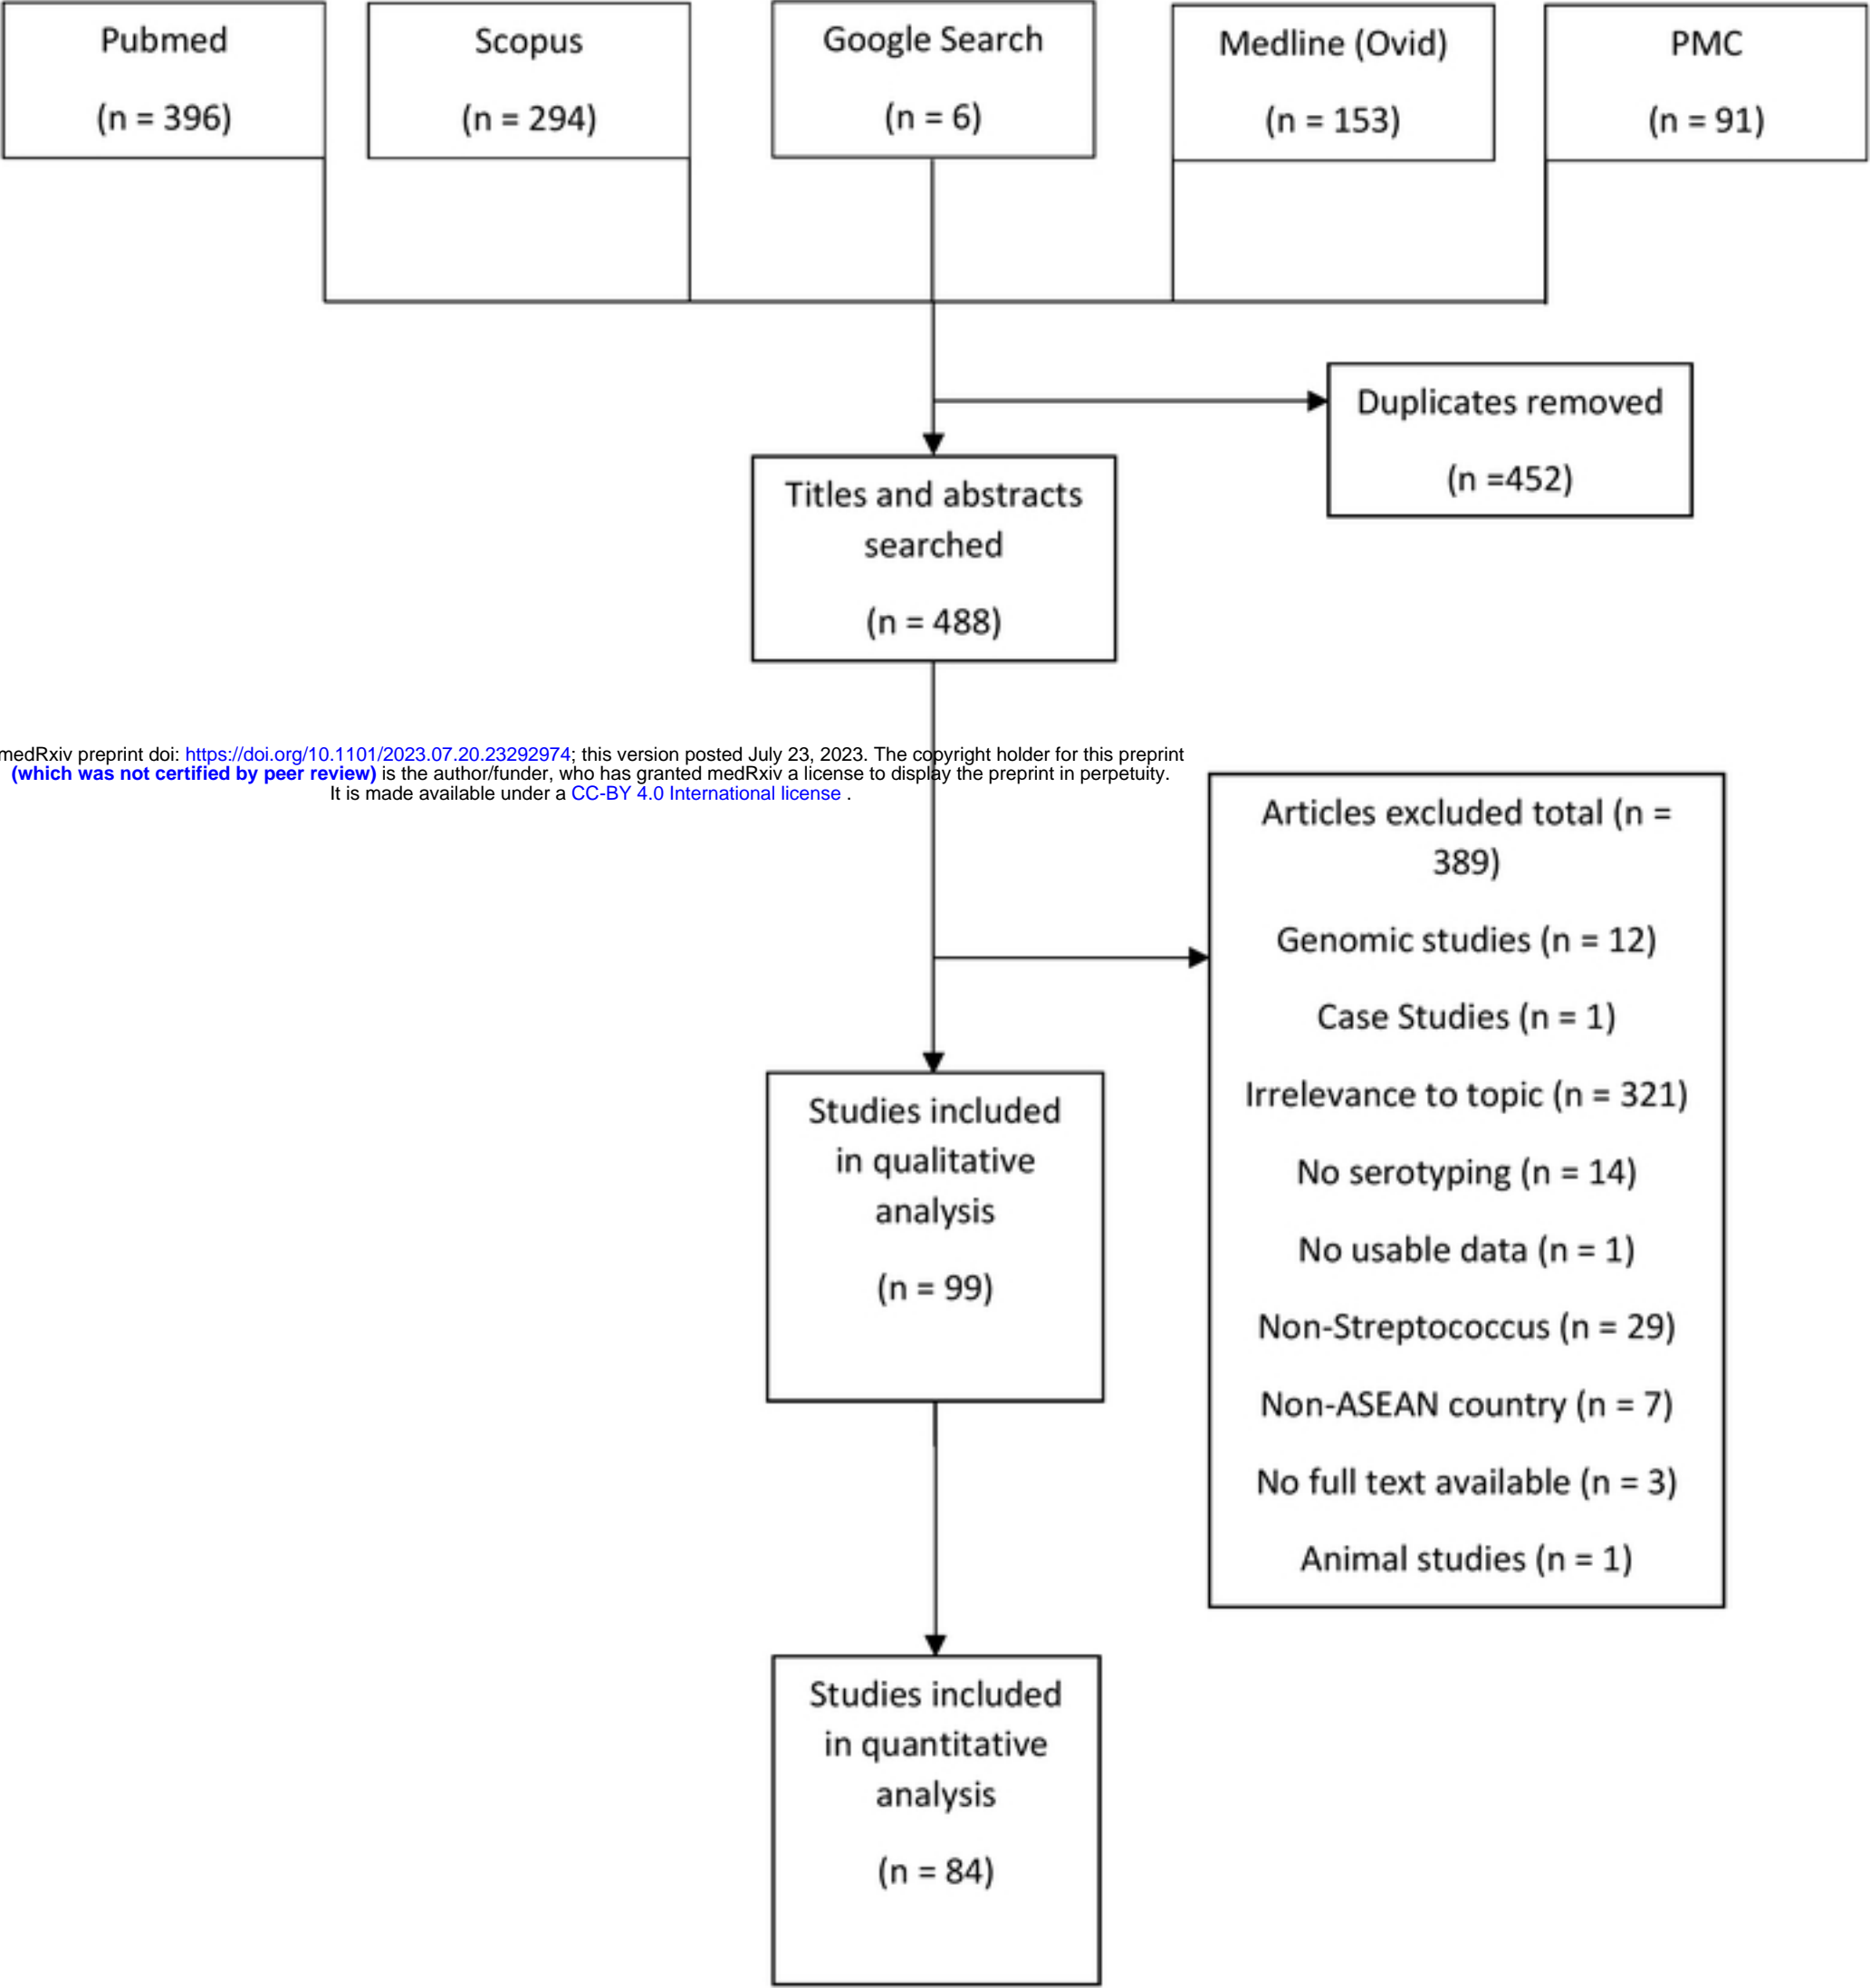 Pubmed
(n = 396)
Scopus
(n = 294)
Google Search
(n = 6)
Medline (Ovid)
(n = 153)
PMC
(n = 91)
Duplicates removed
(n =452)
Titles and abstracts
searched
(n = 488)
medRxiv preprint doi: https://doi.org/10.1101/2023.07.20.23292974; this version posted July 23, 2023. The copyright holder for this preprint
(which was not certified by peer review) is the author/funder, who has granted medRxiv a license to display the preprint in perpetuity.
It is made available under a CC-BY 4.0 International license .
Articles excluded total (n =
389)
Genomic studies (n = 12)
Case Studies (n = 1)
Irrelevance to topic (n = 321)
No serotyping (n = 14)
No usable data (n = 1)
Non-Streptococcus (n = 29)
Non-ASEAN country (n = 7)
No full text available (n = 3)
Animal studies (n = 1)
Studies included
in qualitative
analysis
(n = 99)
Studies included
in quantitative
analysis
(n = 84)